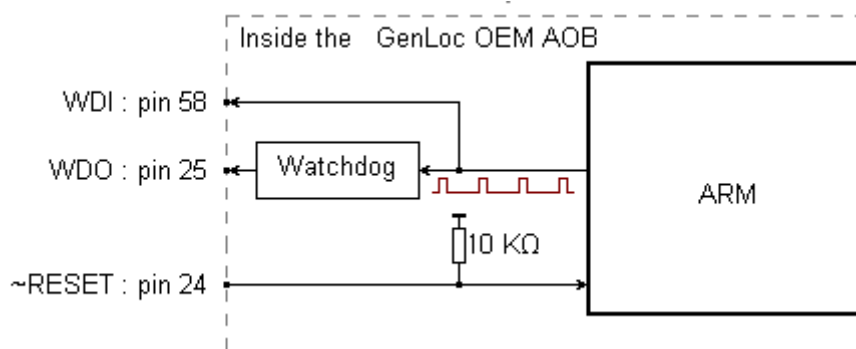 Inside the GenLoc OEM AOB
WDI : pin 58
WDO : pin 25
Watchdog
ARM
10 KΩ
~RESET : pin 24